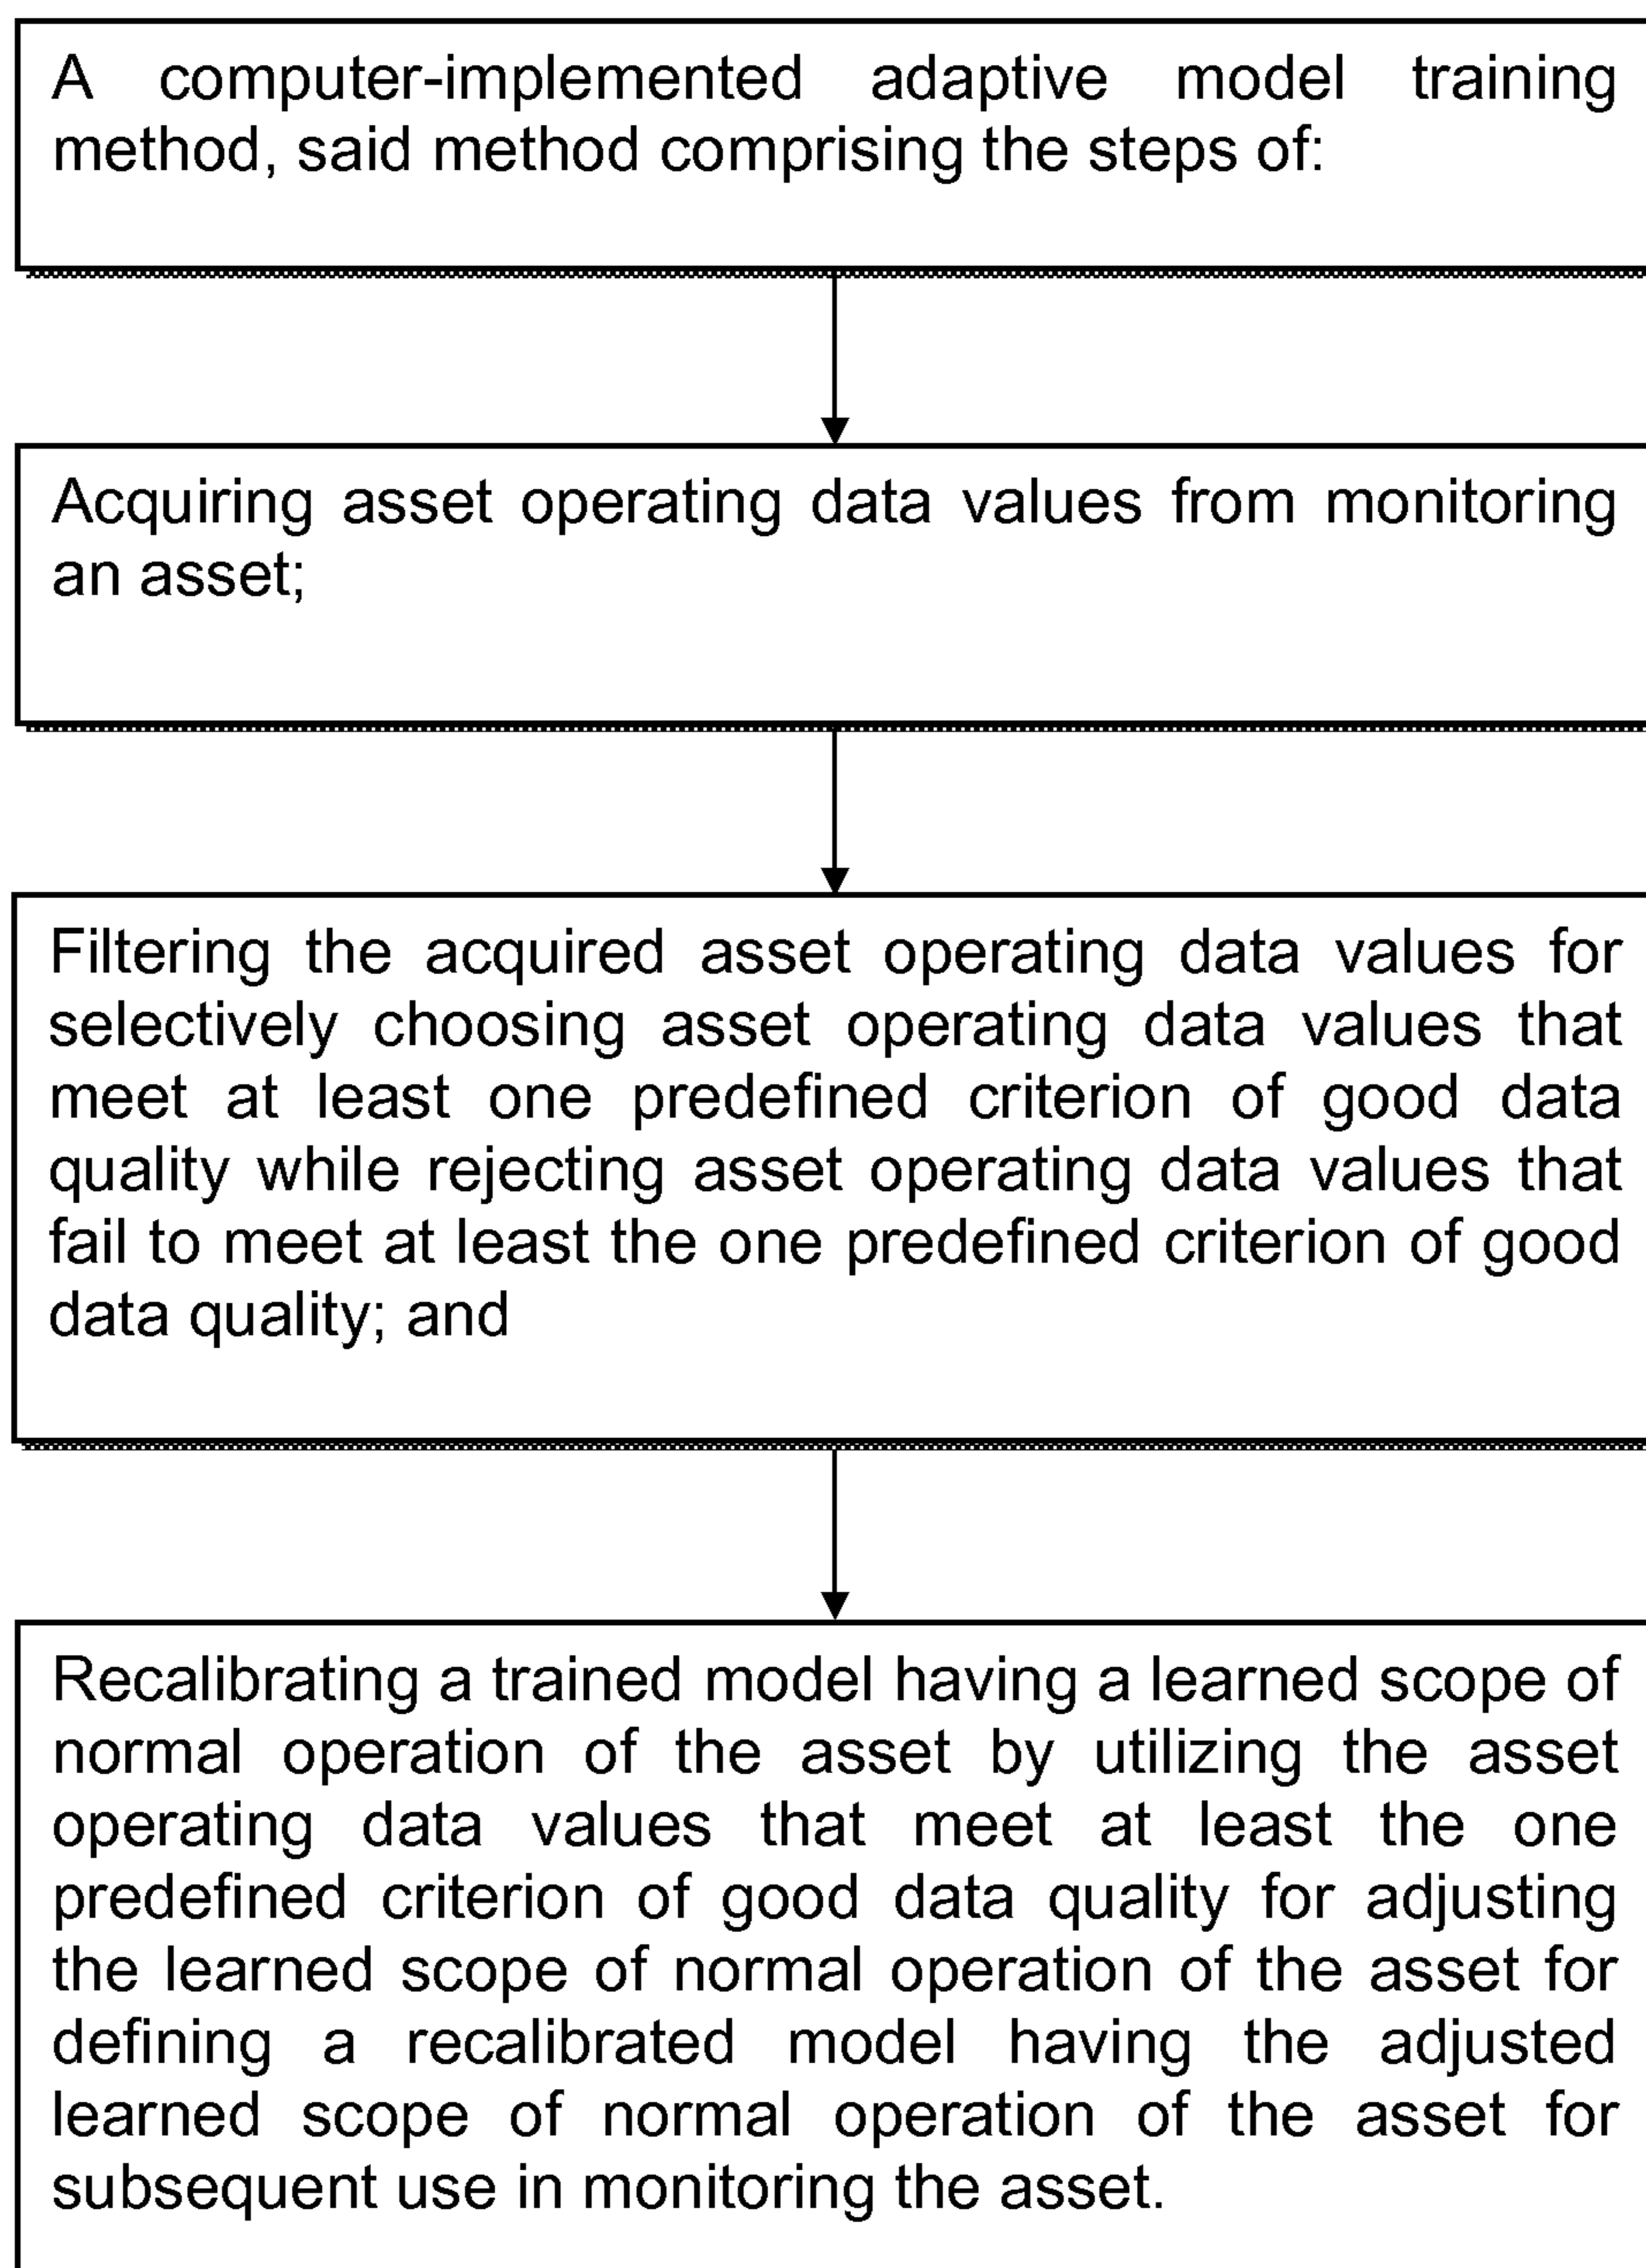 A computer-implemented adaptive model training
method, said method comprising the steps of:
Acquiring asset operating data values from monitoring
an asset;
Filtering the acquired asset operating data values for
selectively choosing asset operating data values that
meet at least one predefined criterion of good data
quality while rejecting asset operating data values that
fail to meet at least the one predefined criterion of good
data quality; and
Recalibrating a trained model having a learned scope of
normal operation of the asset by utilizing the asset
operating data values that meet at least the one
predefined criterion of good data quality for adjusting
the learned scope of normal operation of the asset for
defining a recalibrated model having the adjusted
learned scope of normal operation of the asset for
subsequent use in monitoring the asset.